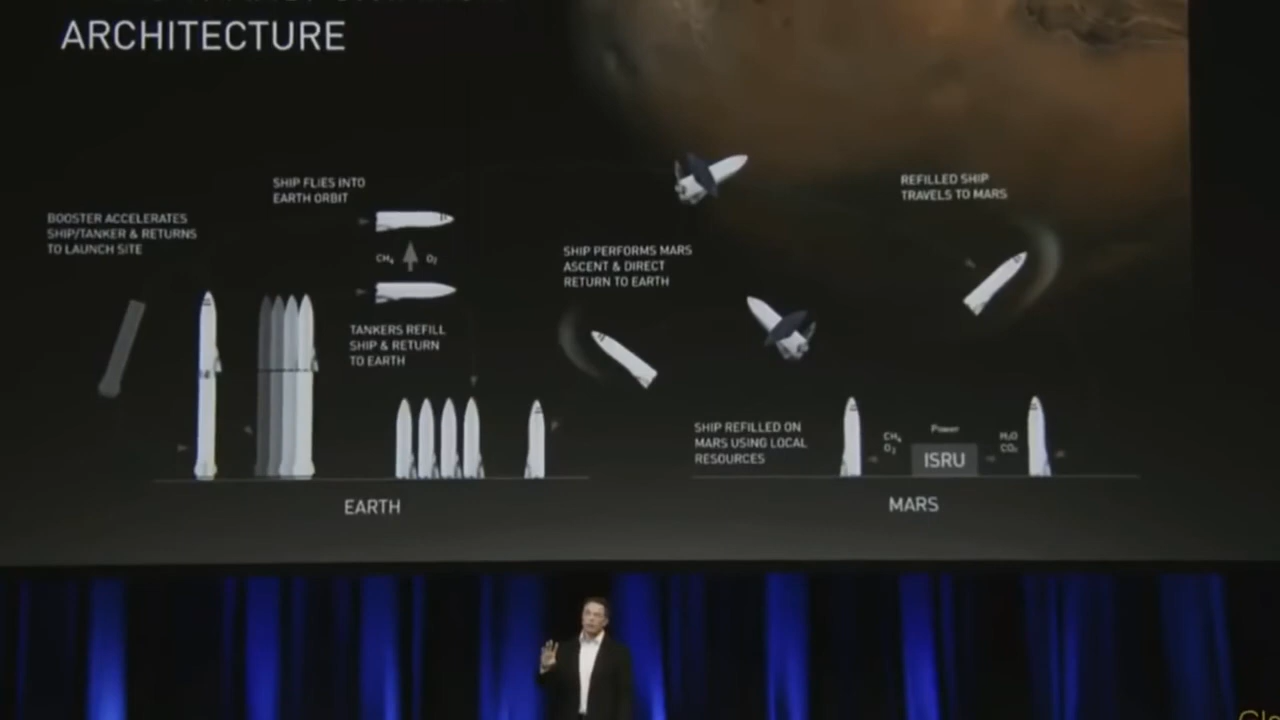 ARCHITECTURE
BOOSTER ACCELERATES
SHIP/TANKER & RETURNS
TO LAUNCH SITE
SHIP FLIES INTO
EARTH ORBIT
CH₄
O₂
TANKERS REFILL
SHIP & RETURN
TO EARTH
SHIP PERFORMS MARS
ASCENT & DIRECT
RETURN TO EARTH
REFILLED SHIP
TRAVELS TO MARS
SHIP REFILLED ON
MARS USING LOCAL
RESOURCES
CH₄
O₂
Power
ISRU
H₂O
CO₂
EARTH
MARS